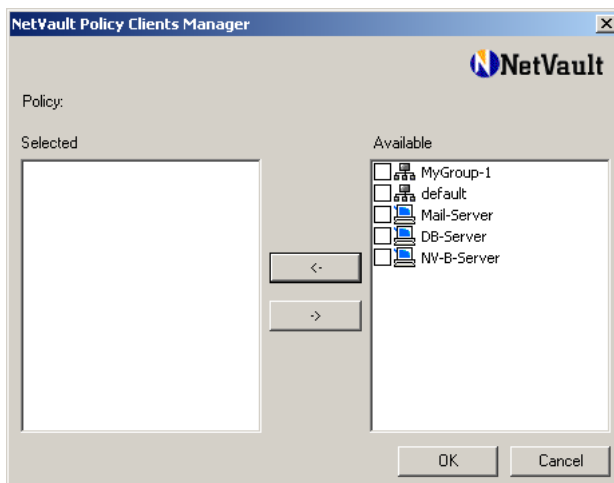 NetVault Policy Clients Manager
NetVault
Policy:
Selected
Available
MyGroup-1
default
Mail-Server
DB-Server
NV-B-Server
<-
->
OK
Cancel